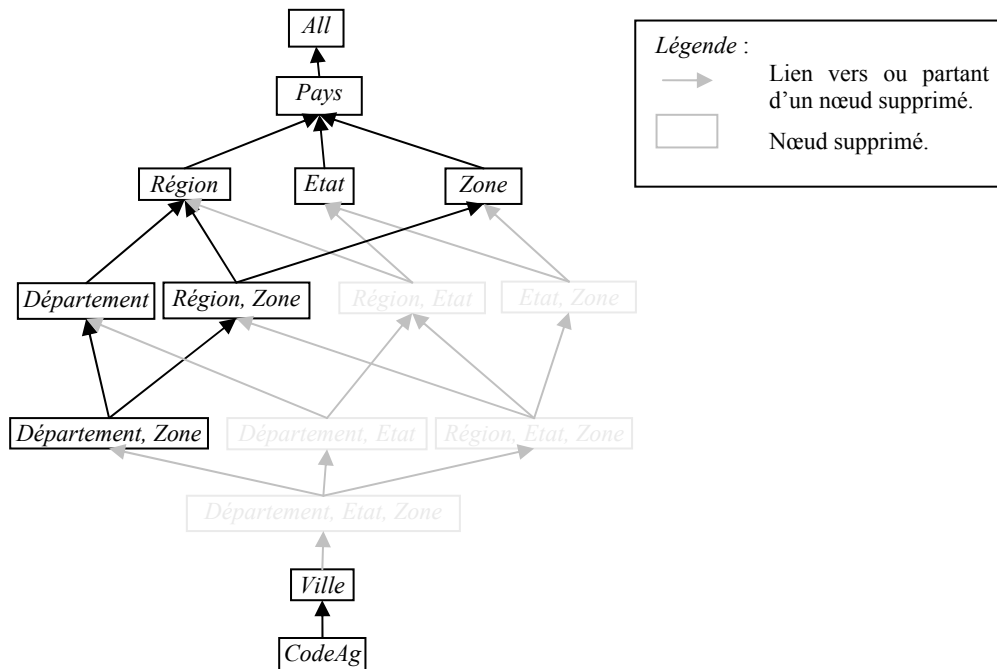 All
Légende :
Lien vers ou partant
d'un nœud supprimé.
Pays
Nœud supprimé.
Région
Etat
Zone
Département
Région, Zone
Région, Etat
Etat, Zone
Département, Zone
Département, Etat
Région, Etat, Zone
Département, Etat, Zone
Ville
CodeAg